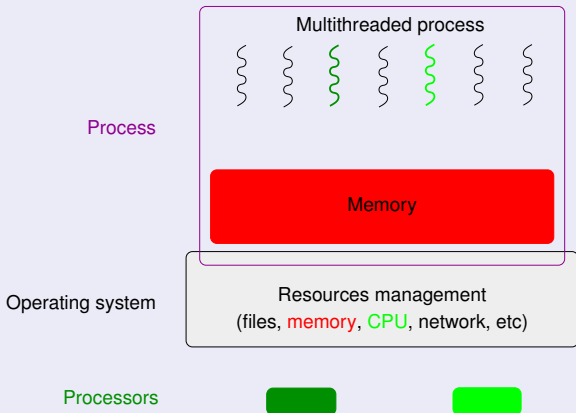 Multithreaded process
Process
Memory
Operating system
Resources management
(files, memory, CPU, network, etc)
Processors